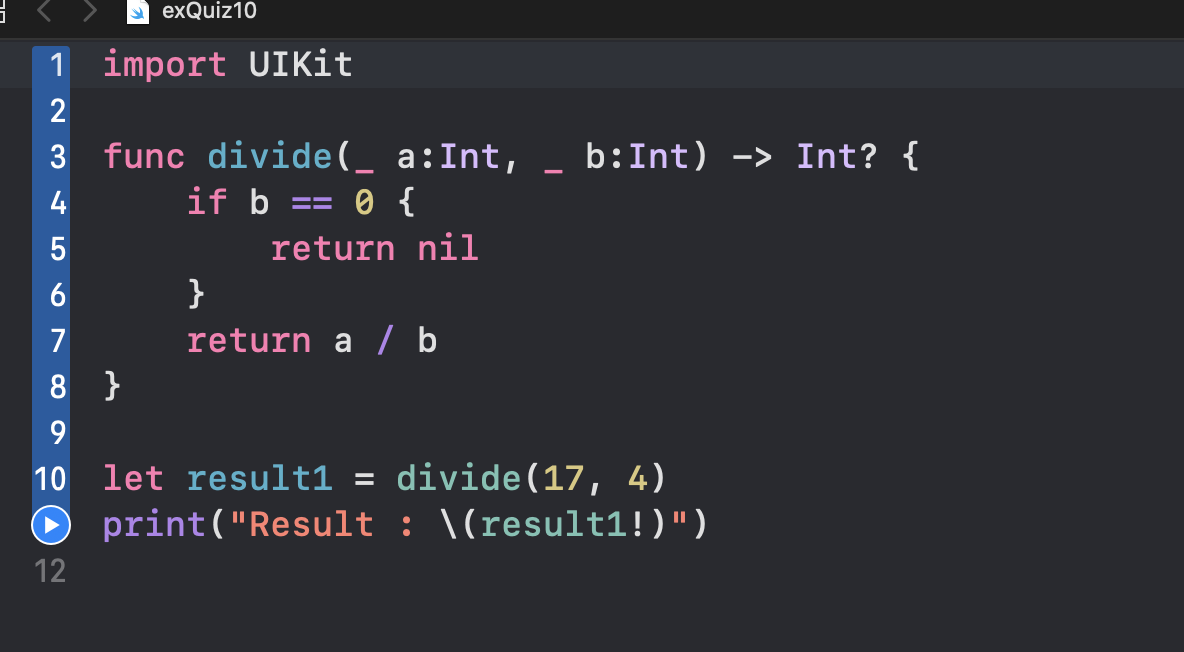 exQuiz10
1 import UIKit
2
3 func divide(_ a:Int, _ b:Int) -> Int? {
4     if b == 0 {
5         return nil
6     }
7     return a / b
8 }
9
10 let result1 = divide(17, 4)
print("Result : \(result1!)")
12